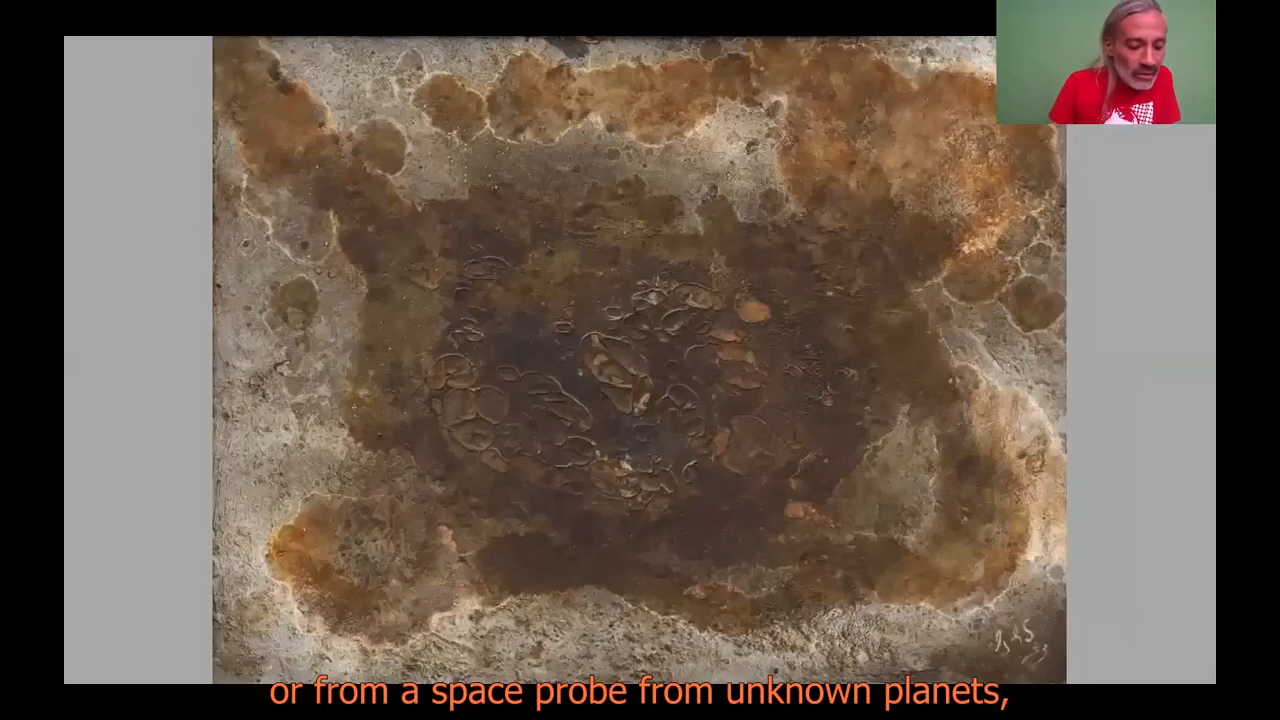 or from a space probe from unknown planets,